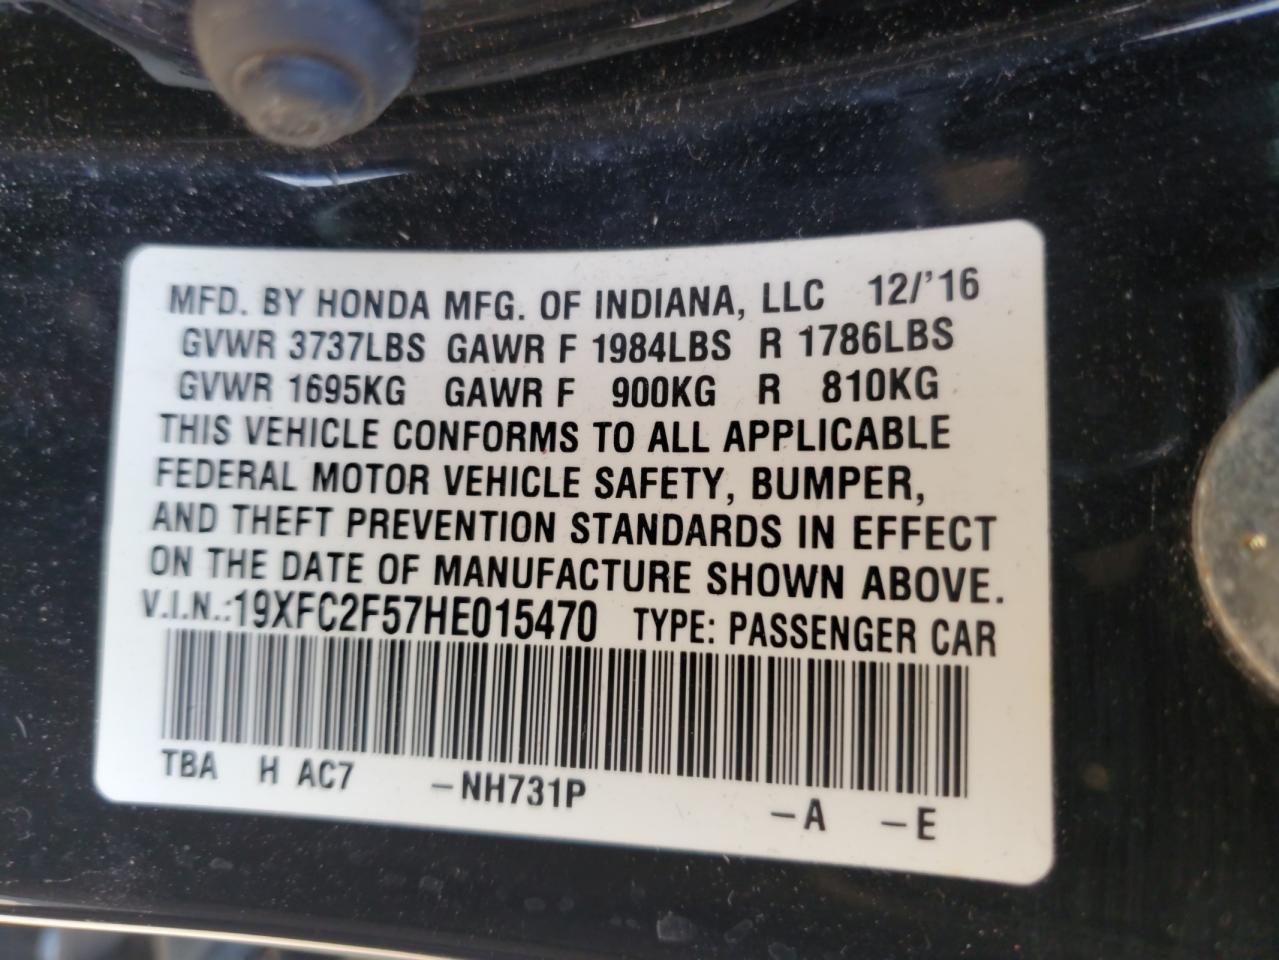 MFD. BY HONDA MFG. OF INDIANA, LLC 12/'16
GVWR 3737LBS GAWR F 1984LBS R 1786LBS
GVWR 1695KG GAWR F 900KG R 810KG
THIS VEHICLE CONFORMS TO ALL APPLICABLE
FEDERAL MOTOR VEHICLE SAFETY, BUMPER,
AND THEFT PREVENTION STANDARDS IN EFFECT
ON THE DATE OF MANUFACTURE SHOWN ABOVE.
V.I.N.:19XFC2F57HE015470 TYPE: PASSENGER CAR
TBA H AC7 -NH731P -A -E